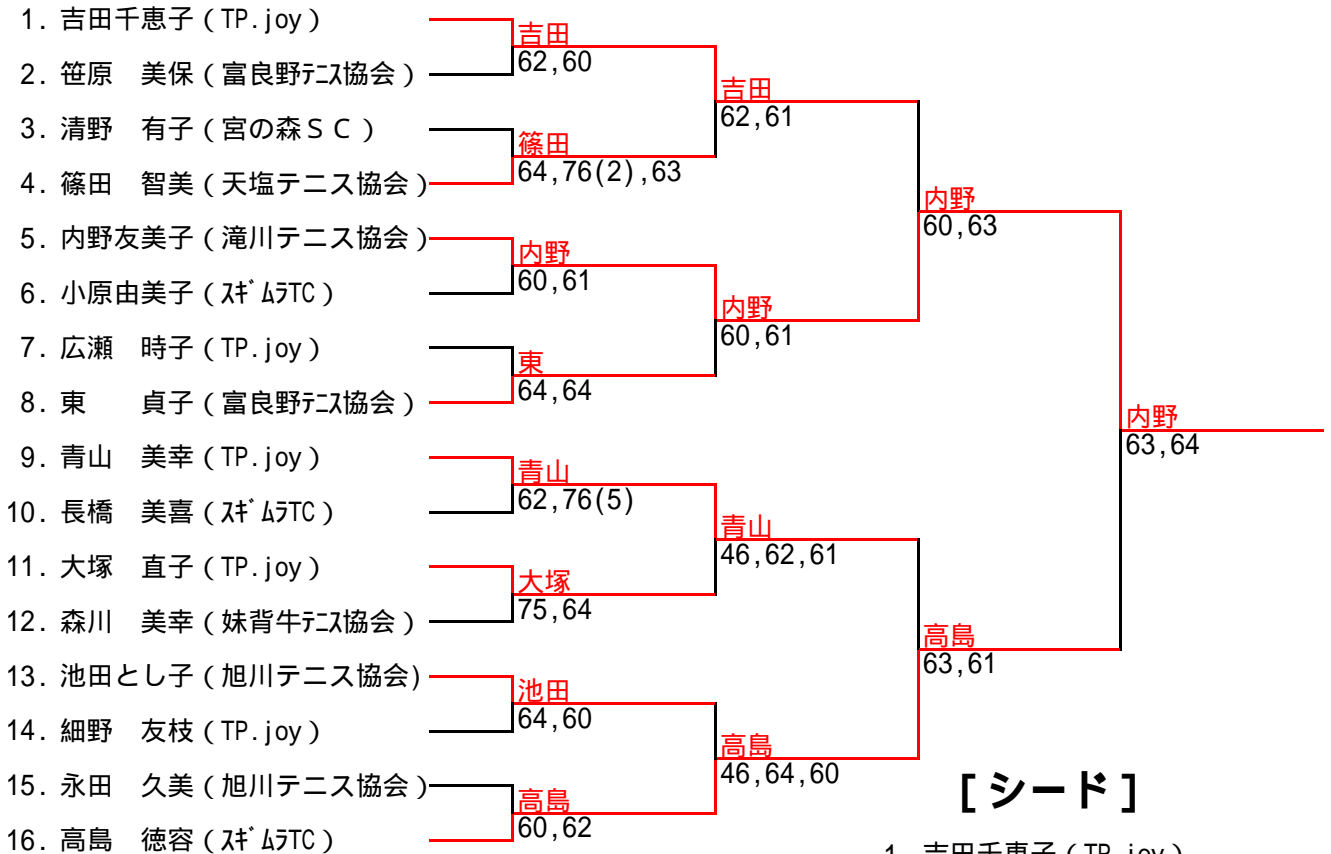 1. 吉田千恵子(TP.joy)
2. 笹原　美保(富良野ﾃﾆｽ協会)
3. 清野　有子(宮の森ＳＣ)
4. 篠田　智美(天塩テニス協会)
5. 内野友美子(滝川テニス協会)
6. 小原由美子(ｽｷﾞﾑﾗTC)
7. 広瀬　時子(TP.joy)
8. 東　　貞子(富良野ﾃﾆｽ協会)
9. 青山　美幸(TP.joy)
10. 長橋　美喜(ｽｷﾞﾑﾗTC)
11. 大塚　直子(TP.joy)
12. 森川　美幸(妹背牛ﾃﾆｽ協会)
13. 池田とし子(旭川テニス協会)
14. 細野　友枝(TP.joy)
15. 永田　久美(旭川テニス協会)
16. 高島　徳容(ｽｷﾞﾑﾗTC)
吉田
62,60
篠田
64,76(2),63
内野
60,61
東
64,64
青山
62,76(5)
大塚
75,64
池田
64,60
高島
60,62
吉田
62,61
内野
60,61
青山
46,62,61
高島
46,64,60
内野
60,63
高島
63,61
内野
63,64
[シード]
1. 吉田千恵子(TP.joy)